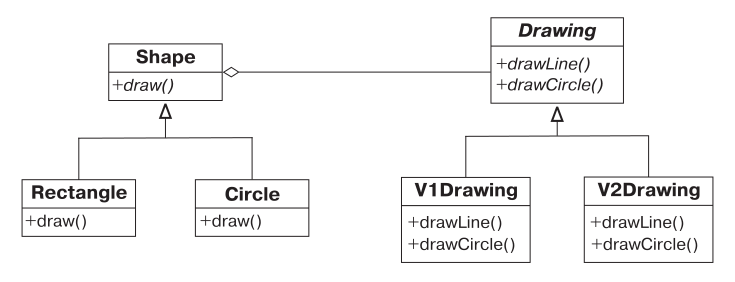 Shape
+draw()
Drawing
+drawLine()
+drawCircle()
Rectangle
+draw()
Circle
+draw()
V1Drawing
+drawLine()
+drawCircle()
V2Drawing
+drawLine()
+drawCircle()